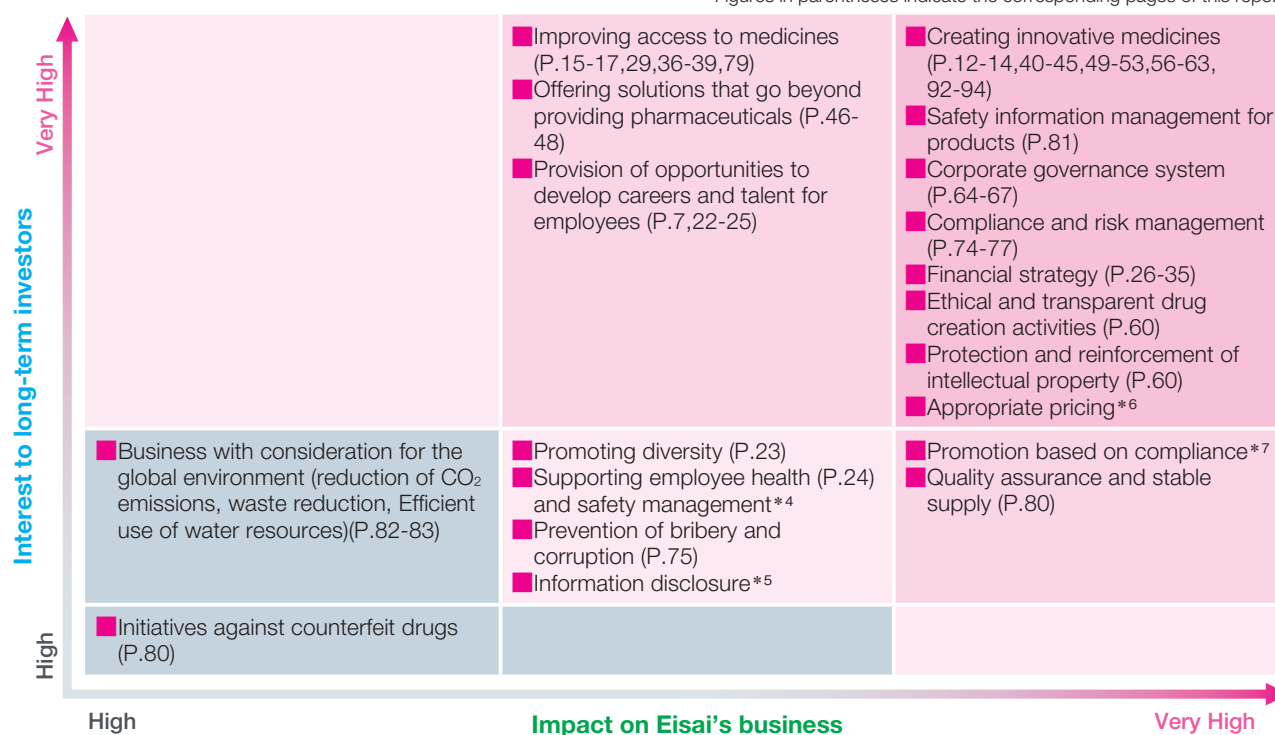 Figures in parentheses indicate the corresponding pages of this report
Very High
Interest to long-term investors
High
■Improving access to medicines
(P.15-17,29,36-39,79)
■Offering solutions that go beyond
providing pharmaceuticals (P.46-
48)
■Provision of opportunities to
develop careers and talent for
employees (P.7,22-25)
■Creating innovative medicines
(P.12-14,40-45,49-53,56-63,
92-94)
■Safety information management for
products (P.81)
■Corporate governance system
(P.64-67)
■Compliance and risk management
(P.74-77)
■Financial strategy (P.26-35)
■Ethical and transparent drug
creation activities (P.60)
■Protection and reinforcement of
intellectual property (P.60)
■Appropriate pricing*6
■Business with consideration for the
global environment (reduction of CO2
emissions, waste reduction, Efficient
use of water resources)(P.82-83)
■Promoting diversity (P.23)
■Supporting employee health (P.24)
and safety management*4
■Prevention of bribery and
corruption (P.75)
■Information disclosure*5
■Promotion based on compliance*7
■Quality assurance and stable
supply (P.80)
■Initiatives against counterfeit drugs
(P.80)
High
Impact on Eisai's business
Very High